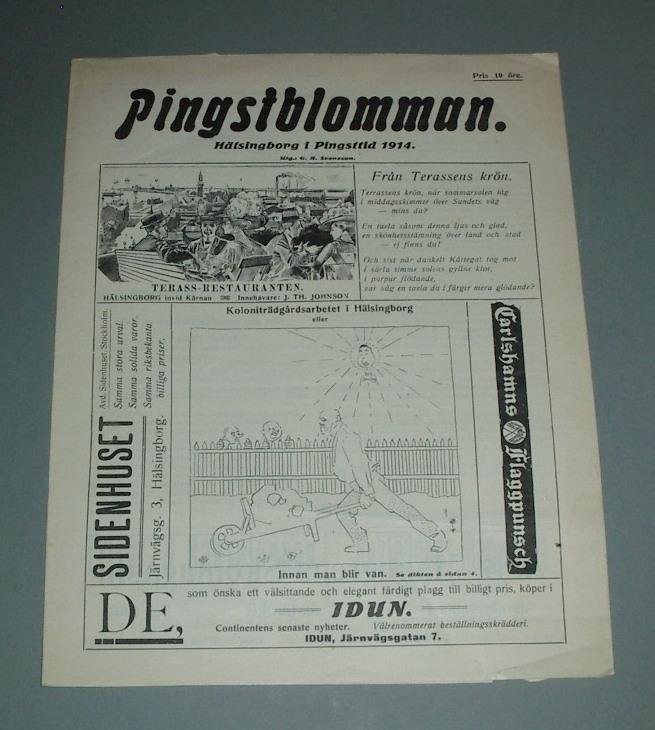 Pris 10 öre.
Pingstblomman.
Hälsingborg i Pingsttid 1914.
Utg.: G. A. Svensson.
TERASS-RESTAURANTEN.
HÄLSINGBORG invid Kärnan Innehavare: J. TH. JOHNSON
Från Terassens krön.
Terrassens krön, når sommarsolen låg
i middagsskimmer över Sundets våg
— mins du?
En tavla såsom denna ljus och glad,
en skönhetsstämning över land och stad
— ej finns du!
Och sist när dunkelt Kattegat tog mot
i sårla timme solens gyllne klot,
i purpur flödande,
var såg en tavla du i färger mera glödande?
SIDENHUSET
Avd. Sidenhuset, Stockholm.
Samma stora urval.
Samma solida varor.
Samma riksbekanta
billiga priser.
Järnvägsg. 3, Hälsingborg.
Koloniträdgårdsarbetet i Hälsingborg
eller
Innan man blir van. Se dikten å sidan 4.
Carlshamns Flaggpunsch
DE, som önska ett välsittande och elegant färdigt plagg till billigt pris, köper i
IDUN.
Continentens senaste nyheter. Välrenommerat beställningsskrädderi.
IDUN, Järnvägsgatan 7.